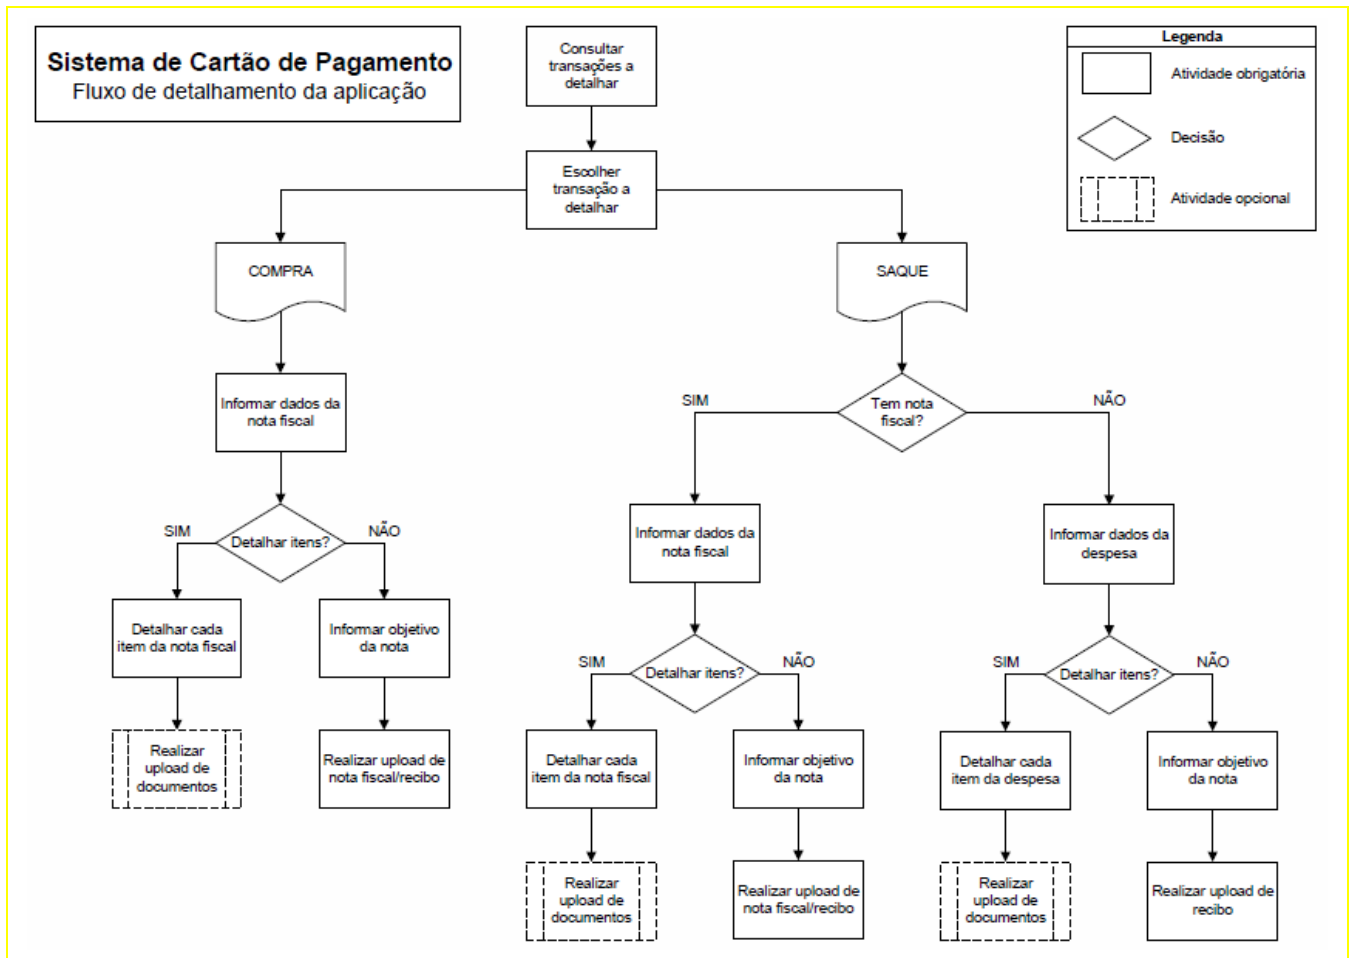 Sistema de Cartão de Pagamento
Fluxo de detalhamento da aplicação
Consultar
transações a
detalhar
Legenda
Atividade obrigatória
Decisão
Atividade opcional
Escolher
transação a
detalhar
COMPRA
SAQUE
Informar dados da
nota fiscal
SIM
Tem nota
fiscal?
NÃO
SIM
Detalhar itens?
NÃO
Informar dados da
nota fiscal
Informar dados da
despesa
Detalhar cada
item da nota fiscal
Informar objetivo
da nota
SIM
Detalhar itens?
NÃO
SIM
Detalhar itens?
NÃO
Realizar
upload de
documentos
Realizar upload de
nota fiscal/recibo
Detalhar cada
item da nota fiscal
Informar objetivo
da nota
Detalhar cada
item da despesa
Informar objetivo
da nota
Realizar
upload de
documentos
Realizar upload de
nota fiscal/recibo
Realizar
upload de
documentos
Realizar upload de
recibo